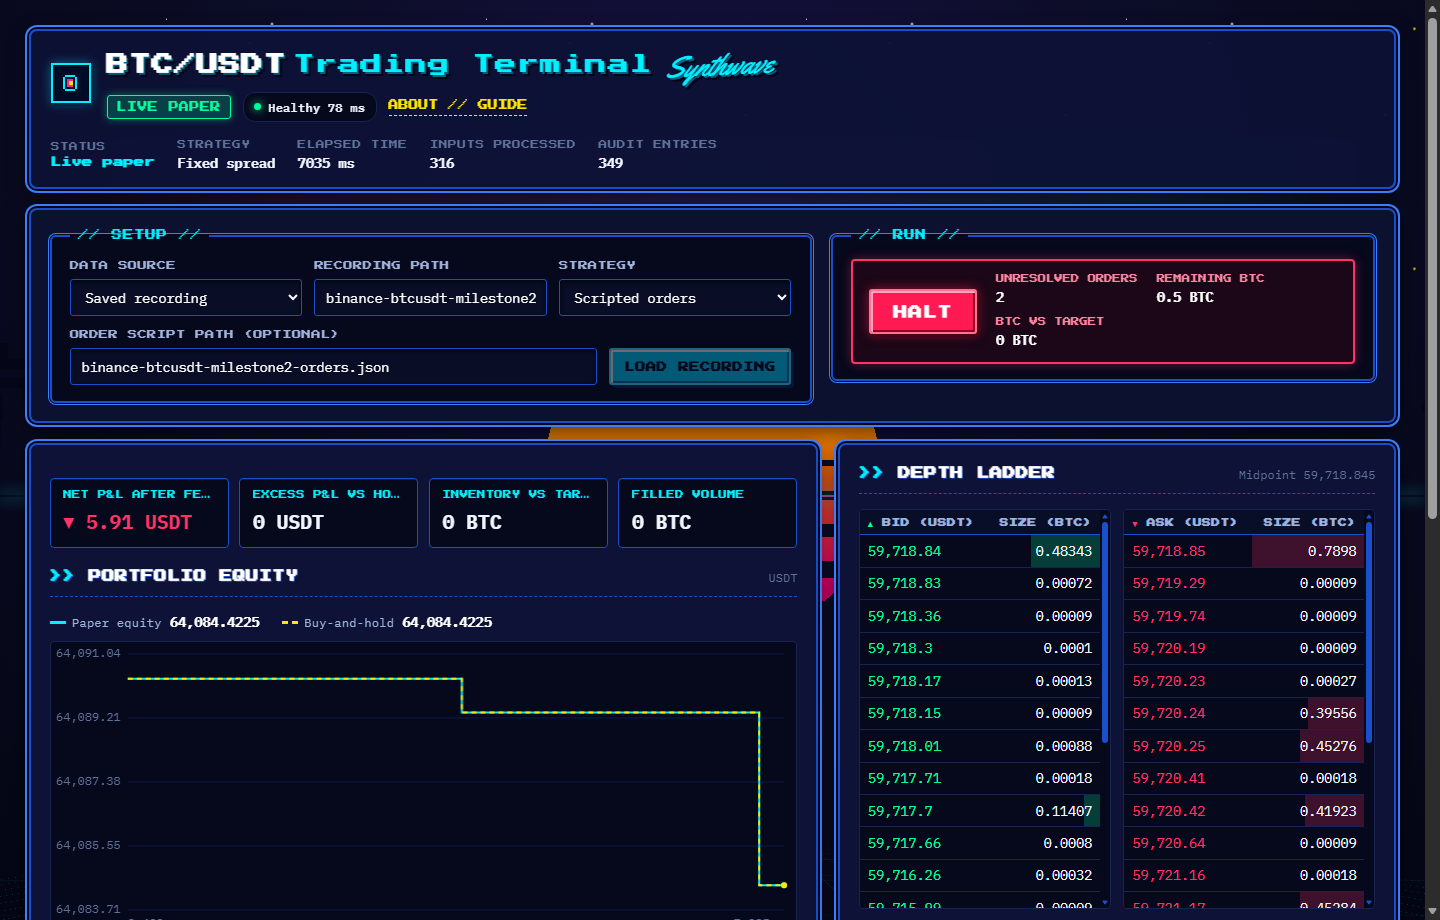 BTC/USDT Trading Terminal Synthwave
LIVE PAPER
Healthy 78 ms
ABOUT // GUIDE
STATUS
Live paper
STRATEGY
Fixed spread
ELAPSED TIME
7035 ms
INPUTS PROCESSED
316
AUDIT ENTRIES
349
// SETUP //
DATA SOURCE
Saved recording
RECORDING PATH
binance-btcusdt-milestone2
STRATEGY
Scripted orders
ORDER SCRIPT PATH (OPTIONAL)
binance-btcusdt-milestone2-orders.json
LOAD RECORDING
// RUN //
HALT
UNRESOLVED ORDERS
2
REMAINING BTC
0.5 BTC
BTC VS TARGET
0 BTC
NET P&L AFTER FE…
▼ 5.91 USDT
EXCESS P&L VS HO…
0 USDT
INVENTORY VS TAR…
0 BTC
FILLED VOLUME
0 BTC
PORTFOLIO EQUITY
USDT
Paper equity 64,084.4225
Buy-and-hold 64,084.4225
64,091.04
64,089.21
64,087.38
64,085.55
64,083.71
DEPTH LADDER
Midpoint 59,718.845
▲ BID (USDT) SIZE (BTC)
59,718.84 0.48343
59,718.83 0.00072
59,718.36 0.00009
59,718.3 0.0001
59,718.17 0.00013
59,718.15 0.00009
59,718.01 0.00088
59,717.71 0.00018
59,717.7 0.11407
59,717.66 0.0008
59,716.26 0.00032
59,715.99 0.00009
▼ ASK (USDT) SIZE (BTC)
59,718.85 0.7898
59,719.29 0.00009
59,719.74 0.00009
59,720.19 0.00009
59,720.23 0.00027
59,720.24 0.39556
59,720.25 0.45276
59,720.41 0.00018
59,720.42 0.41923
59,720.64 0.00009
59,721.16 0.00018
59,721.17 0.45284